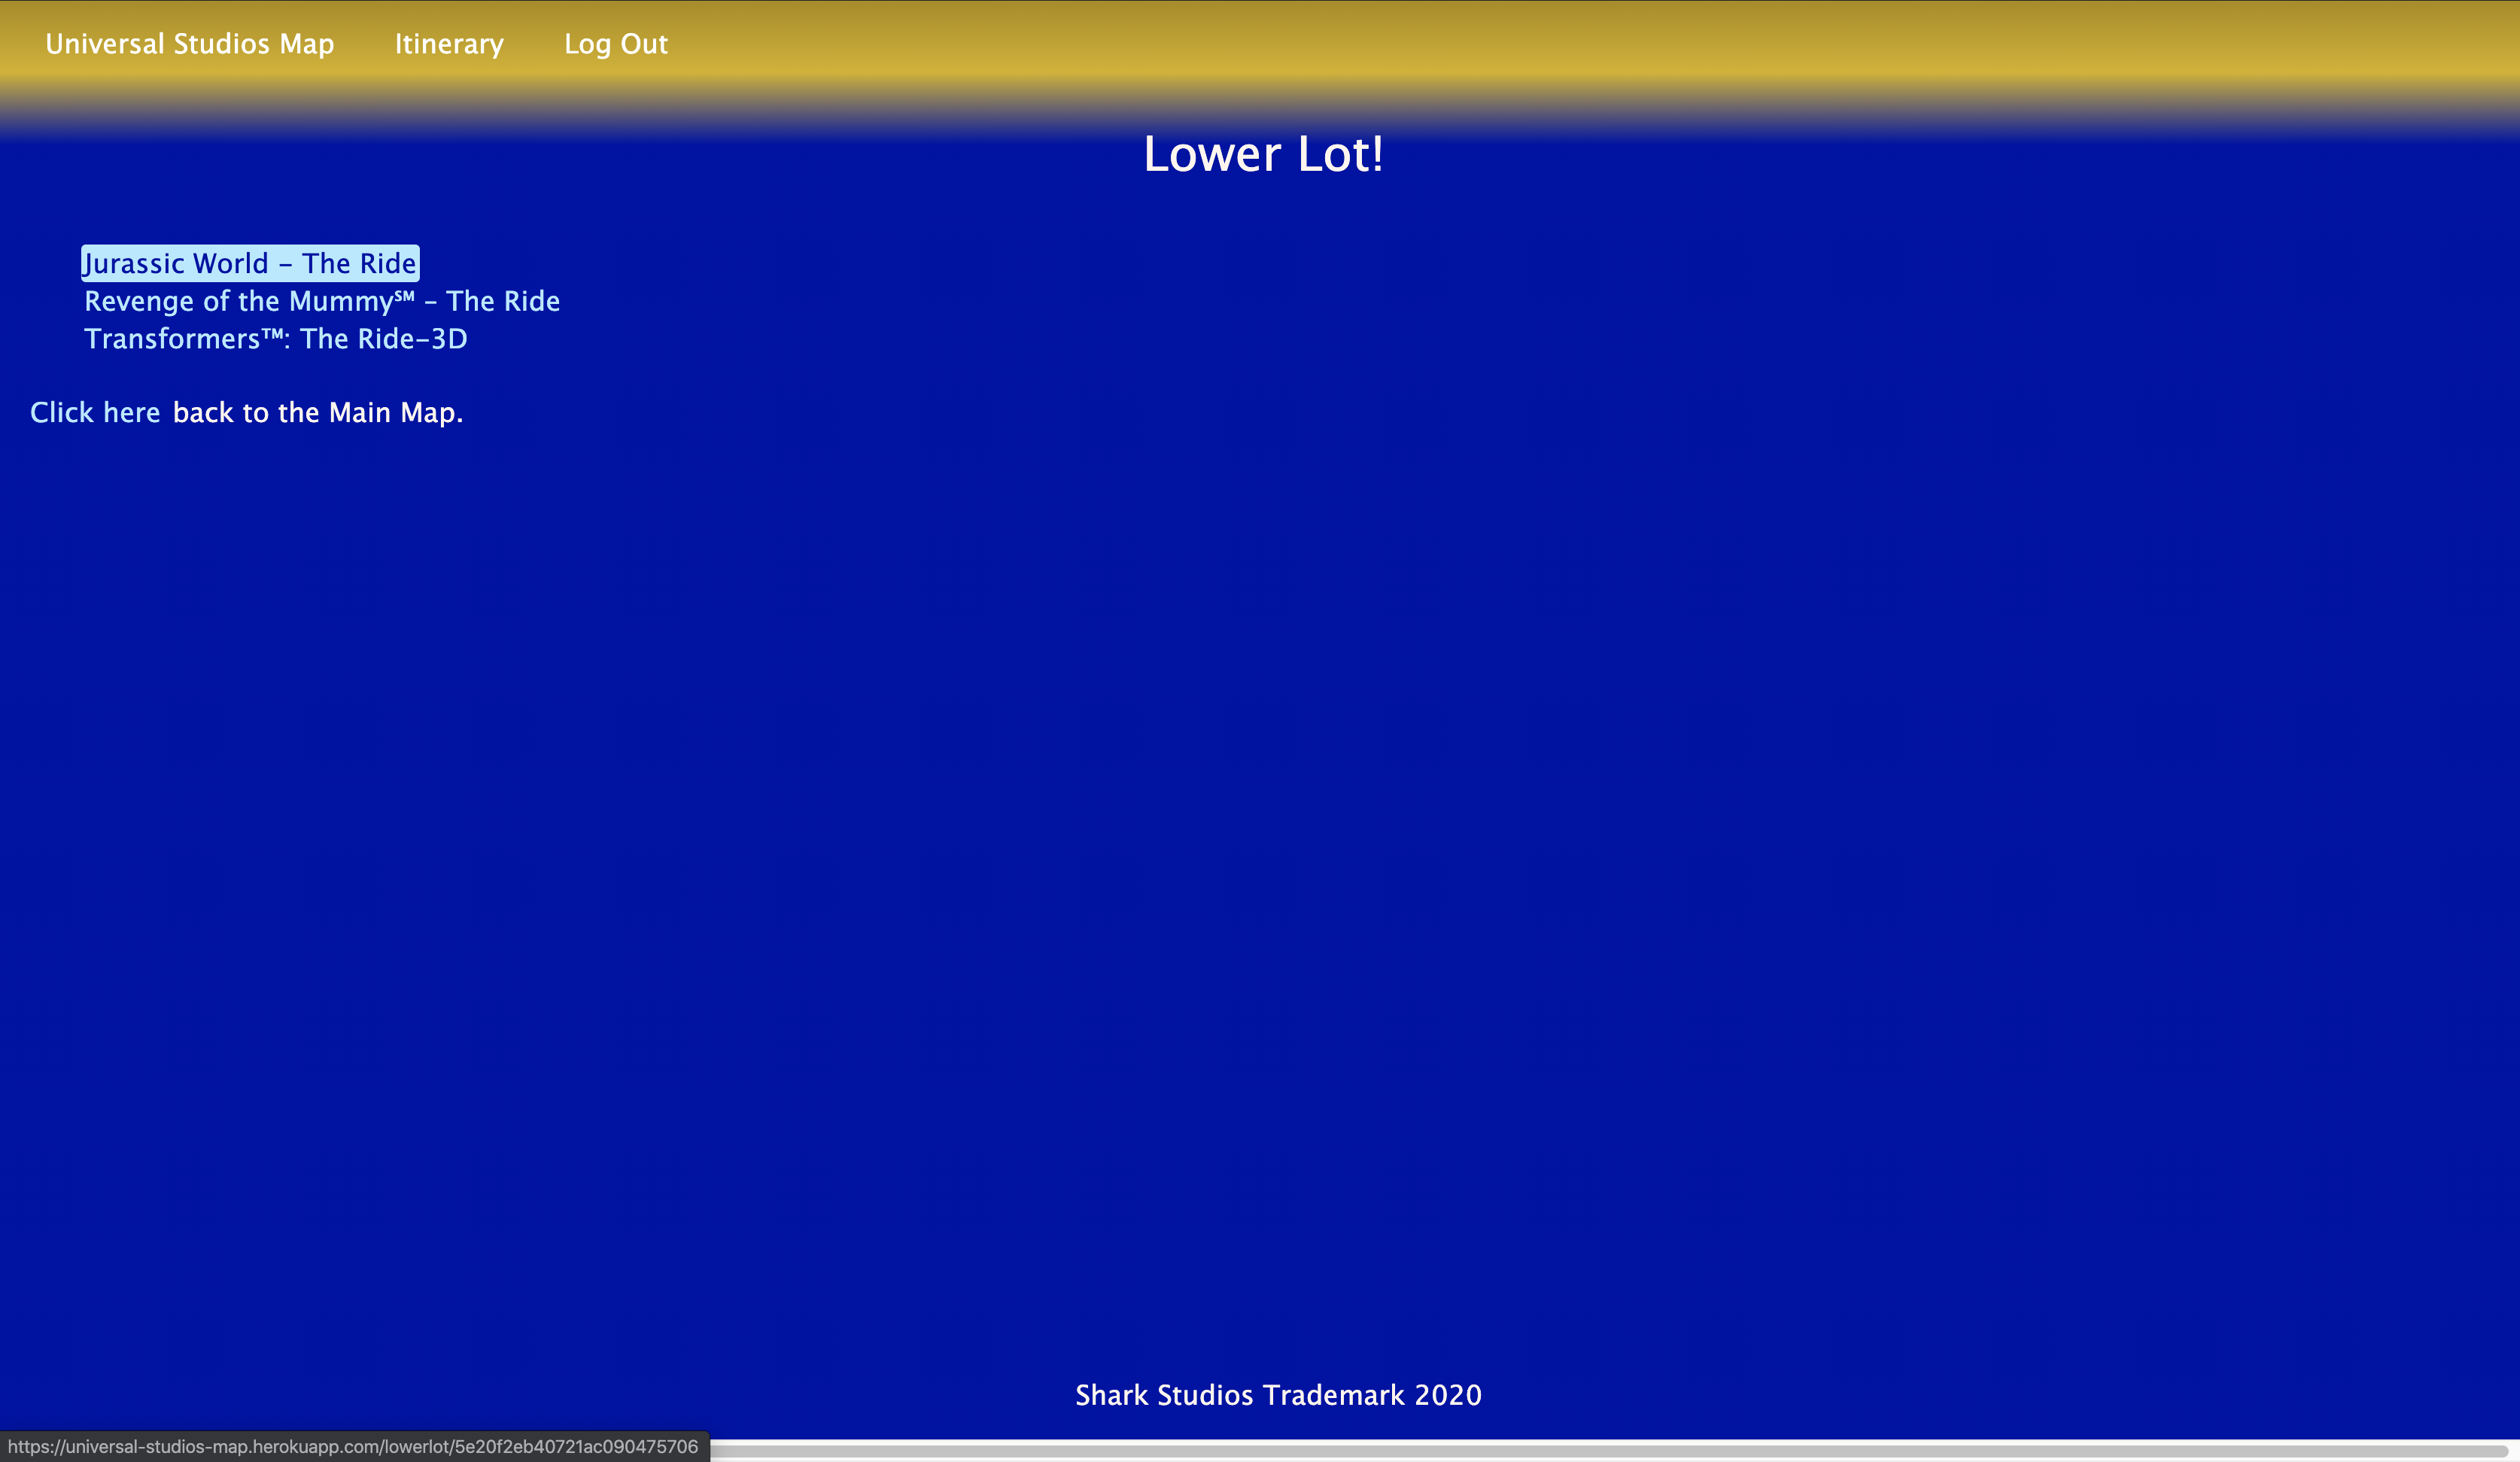 Universal Studios Map Itinerary Log Out
Lower Lot!
Jurassic World - The Ride
Revenge of the Mummy℠ - The Ride
Transformers™: The Ride-3D
Click here back to the Main Map.
Shark Studios Trademark 2020
https://universal-studios-map.herokuapp.com/lowerlot/5e20f2eb40721ac090475706